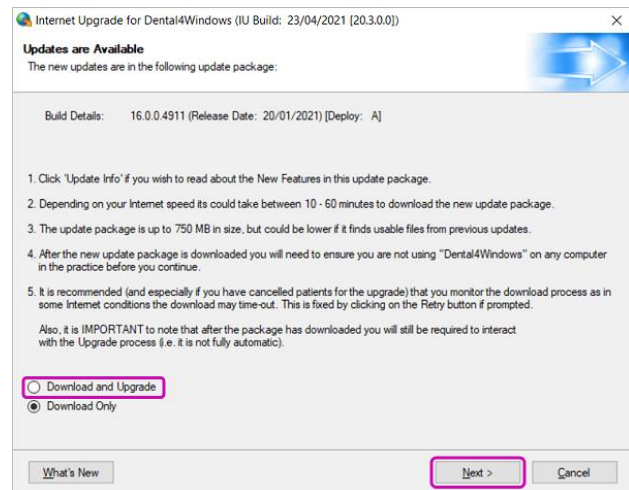 Internet Upgrade for Dental4Windows (IU Build: 23/04/2021 [20.3.0.0])
Updates are Available
The new updates are in the following update package:
Build Details: 16.0.0.4911 (Release Date: 20/01/2021) [Deploy: A]
1. Click 'Update Info' if you wish to read about the New Features in this update package.
2. Depending on your Internet speed its could take between 10 - 60 minutes to download the new update package.
3. The update package is up to 750 MB in size, but could be lower if it finds usable files from previous updates.
4. After the new update package is downloaded you will need to ensure you are not using "Dental4Windows" on any computer
in the practice before you continue.
5. It is recommended (and especially if you have cancelled patients for the upgrade) that you monitor the download process as in
some Internet conditions the download may time-out. This is fixed by clicking on the Retry button if prompted.
Also, it is IMPORTANT to note that after the package has downloaded you will still be required to interact
with the Upgrade process (i.e. it is not fully automatic).
Download and Upgrade
Download Only
What's New Next > Cancel